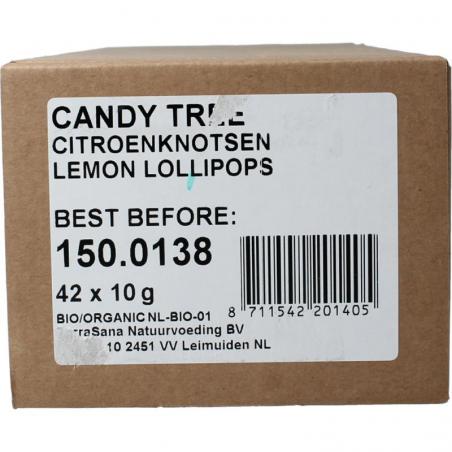 CANDY TREE
CITROENKNOTSEN
LEMON LOLLIPOPS
BEST BEFORE:
150.0138
42 x 10 g
8 711542 201405
BIO/ORGANIC NL-BIO-01
Natuurvoeding BV
10 2451 VV Leimuiden NL